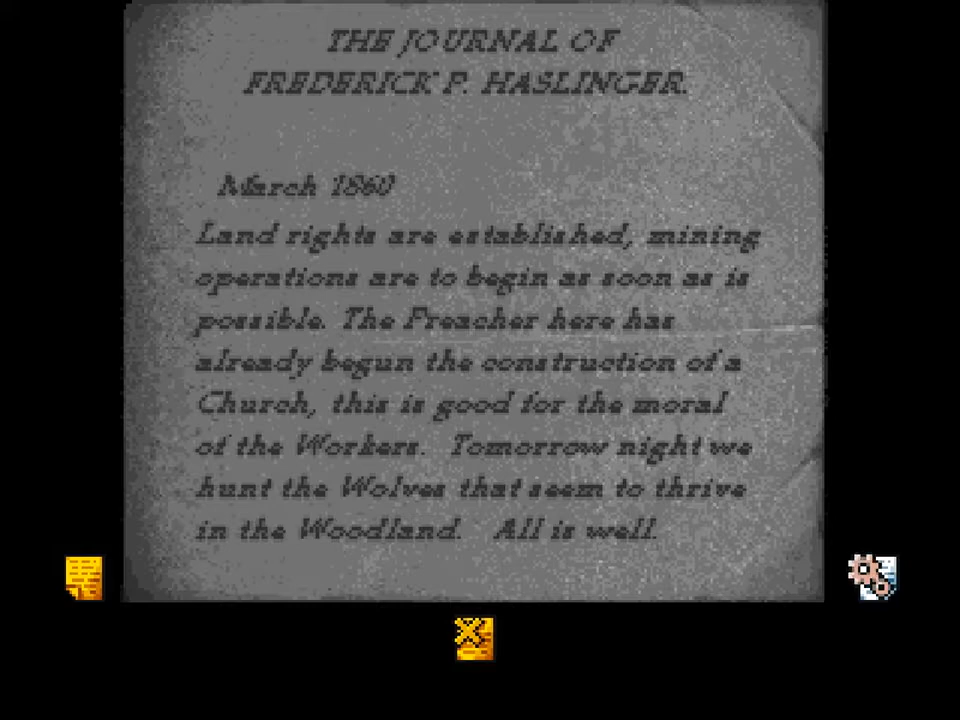 THE JOURNAL OF
FREDERICK P. HASLINGER.
March 1860
Land rights are established, mining
operations are to begin as soon as is
possible. The Preacher here has
already begun the construction of a
Church, this is good for the moral
of the Workers. Tomorrow night we
hunt the Wolves that seem to thrive
in the Woodland. All is well.